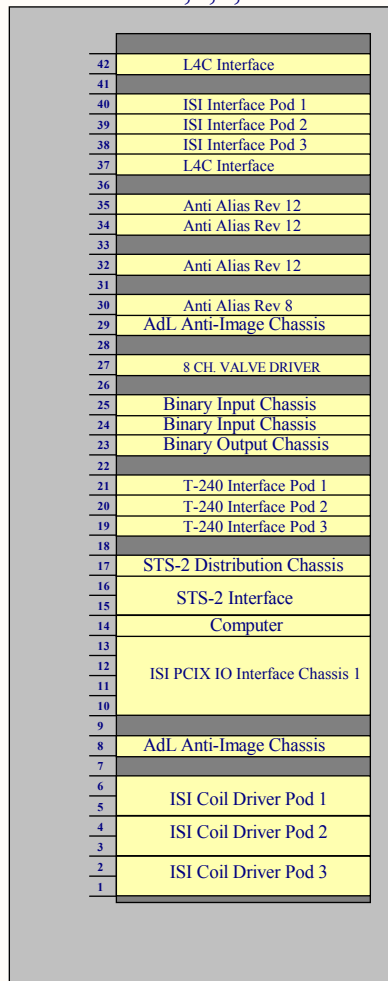 42 L4C Interface
41
40 ISI Interface Pod 1
39 ISI Interface Pod 2
38 ISI Interface Pod 3
37 L4C Interface
36
35 Anti Alias Rev 12
34 Anti Alias Rev 12
33
32 Anti Alias Rev 12
31
30 Anti Alias Rev 8
29 AdL Anti-Image Chassis
28
27 8 CH. VALVE DRIVER
26
25 Binary Input Chassis
24 Binary Input Chassis
23 Binary Output Chassis
22
21 T-240 Interface Pod 1
20 T-240 Interface Pod 2
19 T-240 Interface Pod 3
18
17 STS-2 Distribution Chassis
16
STS-2 Interface
15
14 Computer
13
12
ISI PCIX IO Interface Chassis 1
11
10
9
8 AdL Anti-Image Chassis
7
6
ISI Coil Driver Pod 1
5
4
ISI Coil Driver Pod 2
3
2
ISI Coil Driver Pod 3
1